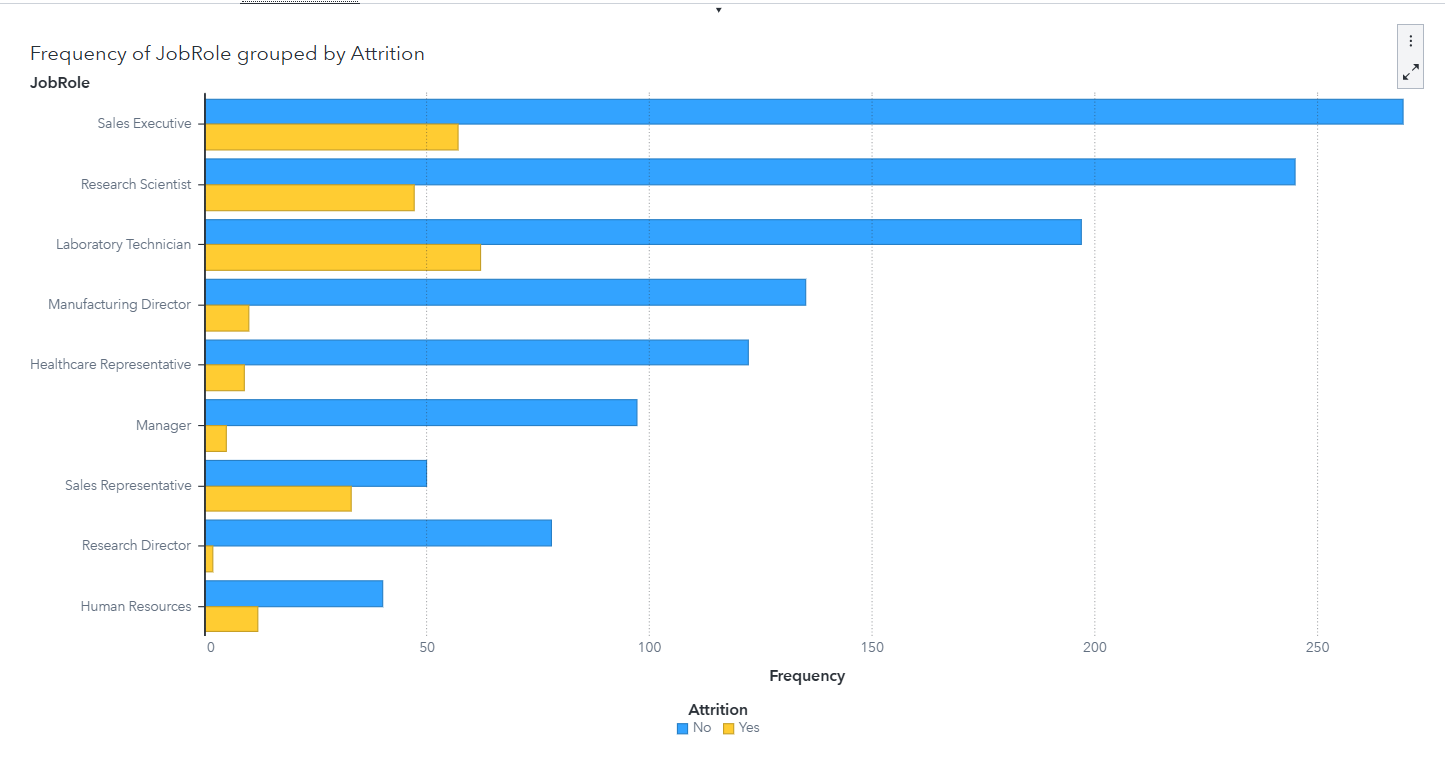 Frequency of JobRole grouped by Attrition
JobRole
Sales Executive
Research Scientist
Laboratory Technician
Manufacturing Director
Healthcare Representative
Manager
Sales Representative
Research Director
Human Resources
0 50 100 150 200 250
Frequency
Attrition
No Yes